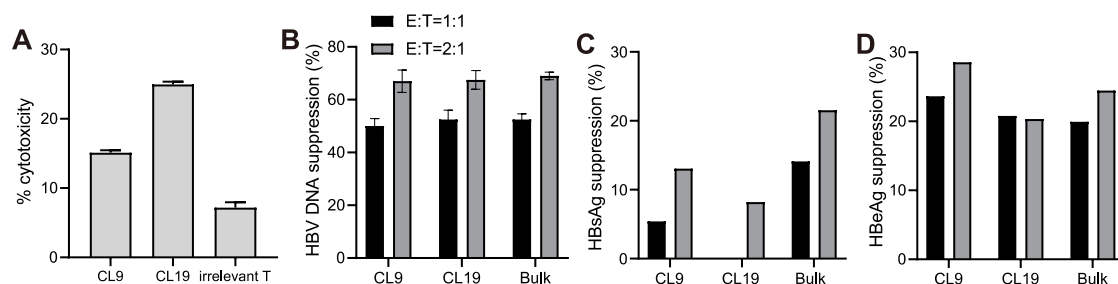 A
% cytotoxicity
30
20
10
0
CL9 CL19 irrelevant T
B
E:T=1:1
E:T=2:1
HBV DNA suppression (%)
80
60
40
20
0
CL9 CL19 Bulk
C
HBsAg suppression (%)
30
20
10
0
CL9 CL19 Bulk
D
HBeAg suppression (%)
30
20
10
0
CL9 CL19 Bulk